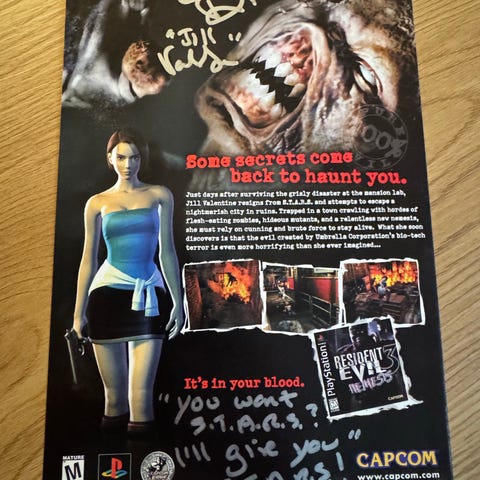 "Jill
Valentine"
Some secrets come
back to haunt you.
Just days after surviving the grisly disaster at the mansion lab,
Jill Valentine resigns from S.T.A.R.S. and attempts to escape a
nightmarish city in ruins. Trapped in a town crawling with hordes of
flesh-eating zombies, hideous mutants, and a relentless new nemesis,
she must rely on cunning and brute force to stay alive. What she soon
discovers is that the evil created by Umbrella Corporation's bio-tech
terror is even more horrifying than she ever imagined...
PlayStation
RESIDENT
EVIL 3
NEMESIS
CAPCOM
It's in your blood.
"You want
S.T.A.R.S.?
I'll give you
STARS!"
MATURE
M
CAPCOM
www.capcom.com